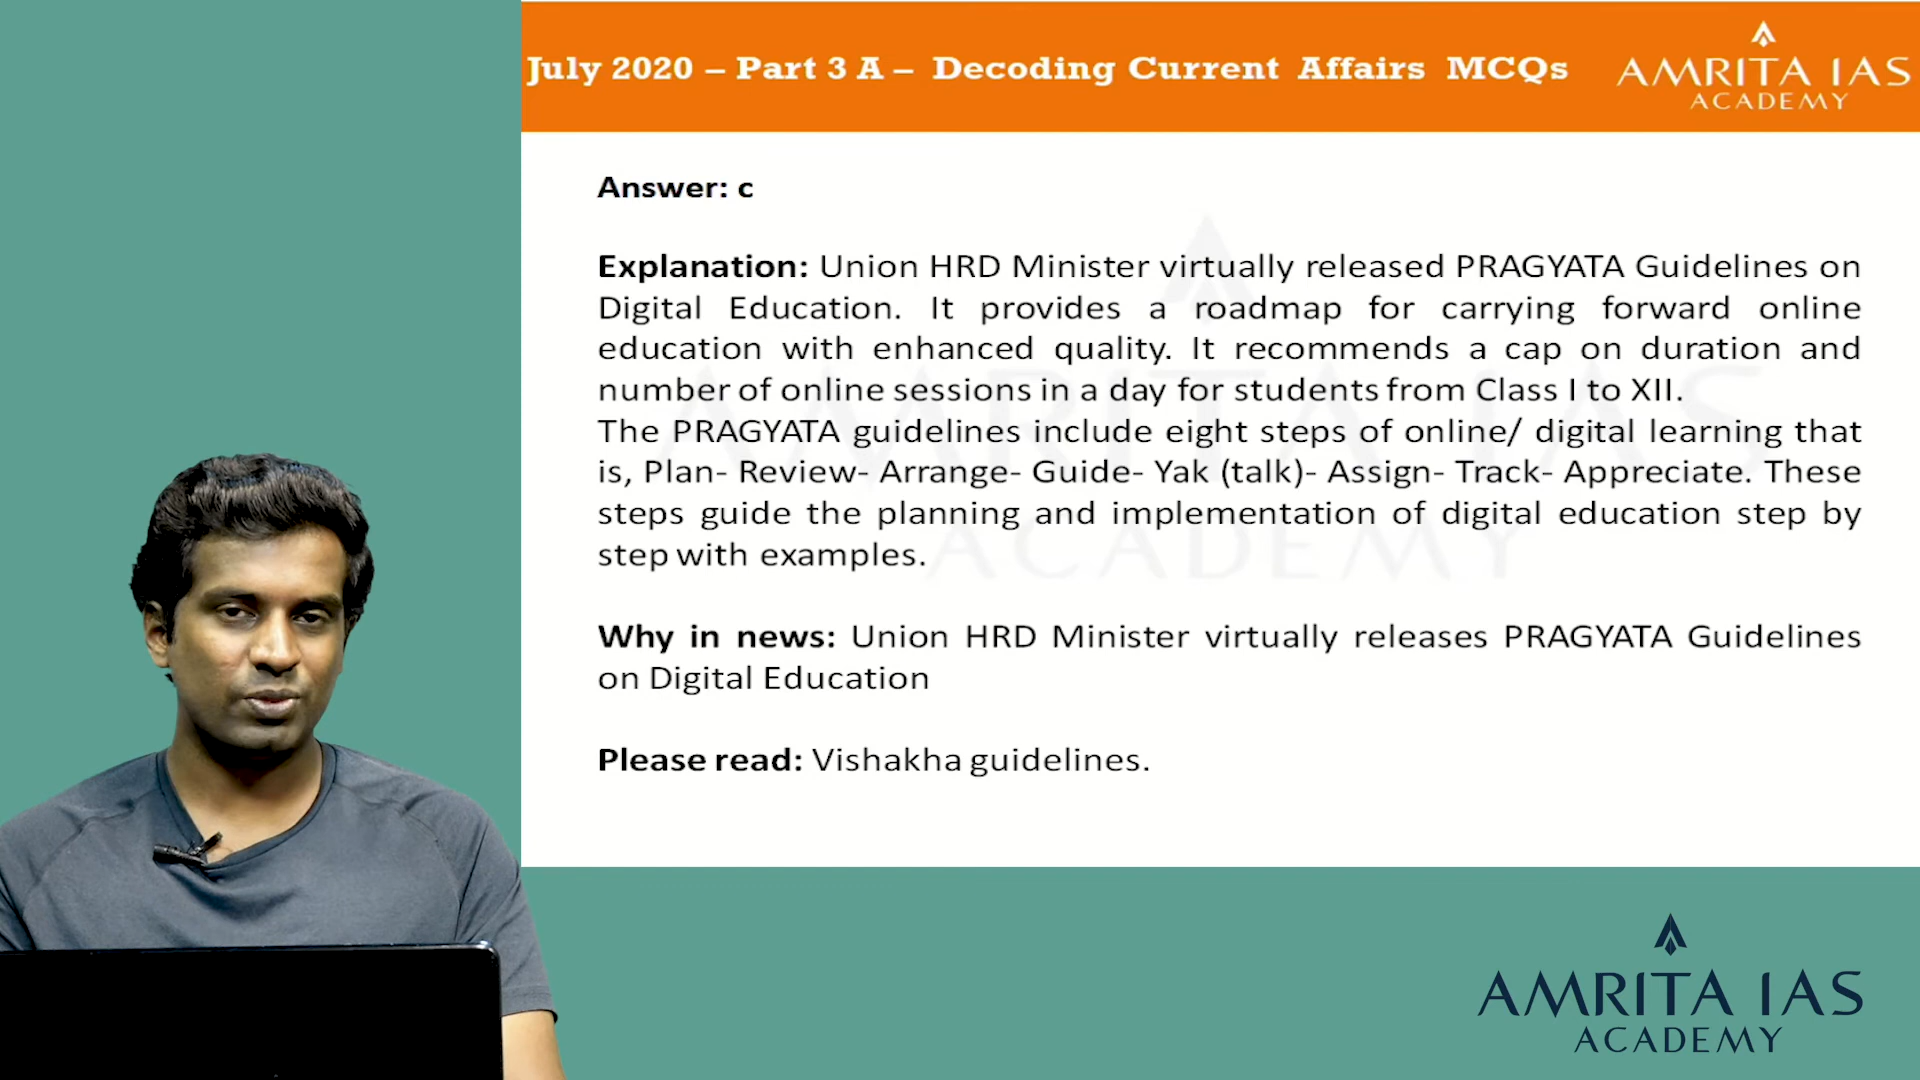 July 2020 – Part 3 A – Decoding Current Affairs MCQs
AMRITA IAS
ACADEMY
Answer: c
Explanation: Union HRD Minister virtually released PRAGYATA Guidelines on
Digital Education. It provides a roadmap for carrying forward online
education with enhanced quality. It recommends a cap on duration and
number of online sessions in a day for students from Class I to XII.
The PRAGYATA guidelines include eight steps of online/ digital learning that
is, Plan- Review- Arrange- Guide- Yak (talk)- Assign- Track- Appreciate. These
steps guide the planning and implementation of digital education step by
step with examples.
Why in news: Union HRD Minister virtually releases PRAGYATA Guidelines
on Digital Education
Please read: Vishakha guidelines.
AMRITA IAS
ACADEMY
AMRITA IAS
ACADEMY